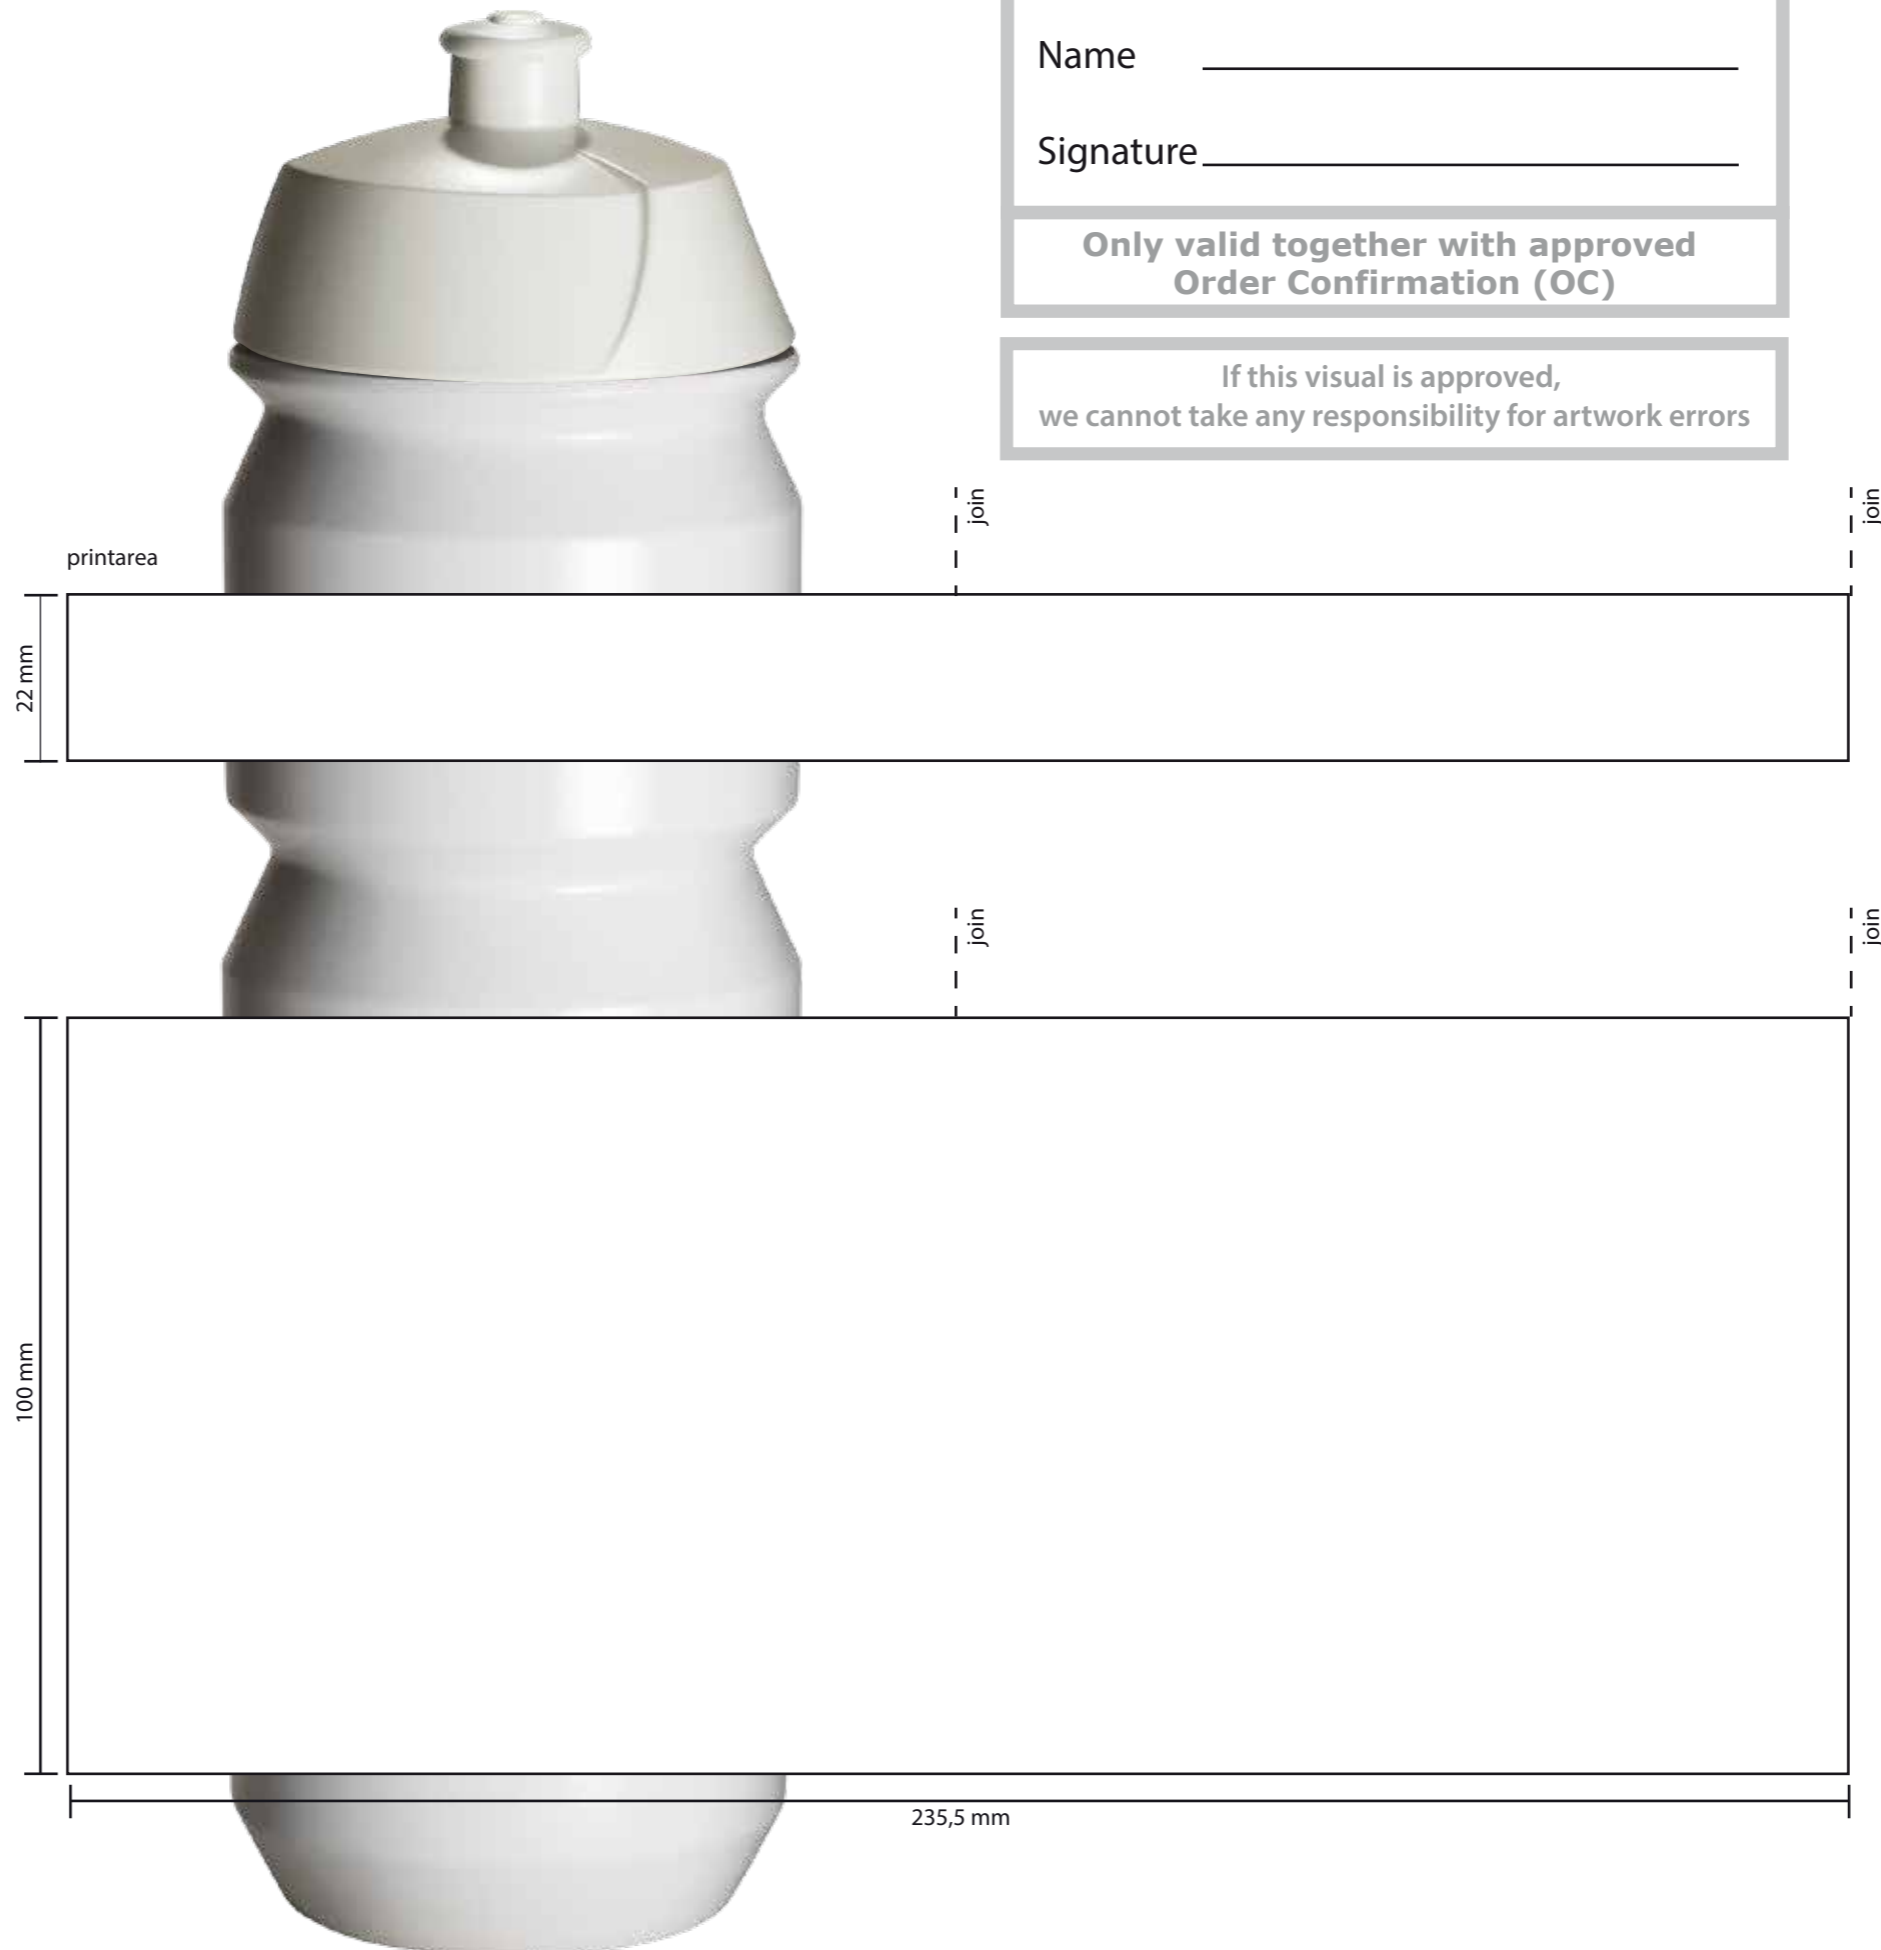 Name
Signature
Only valid together with approved
Order Confirmation (OC)
If this visual is approved,
we cannot take any responsibility for artwork errors
join
join
printarea
22 mm
join
join
100 mm
235,5 mm